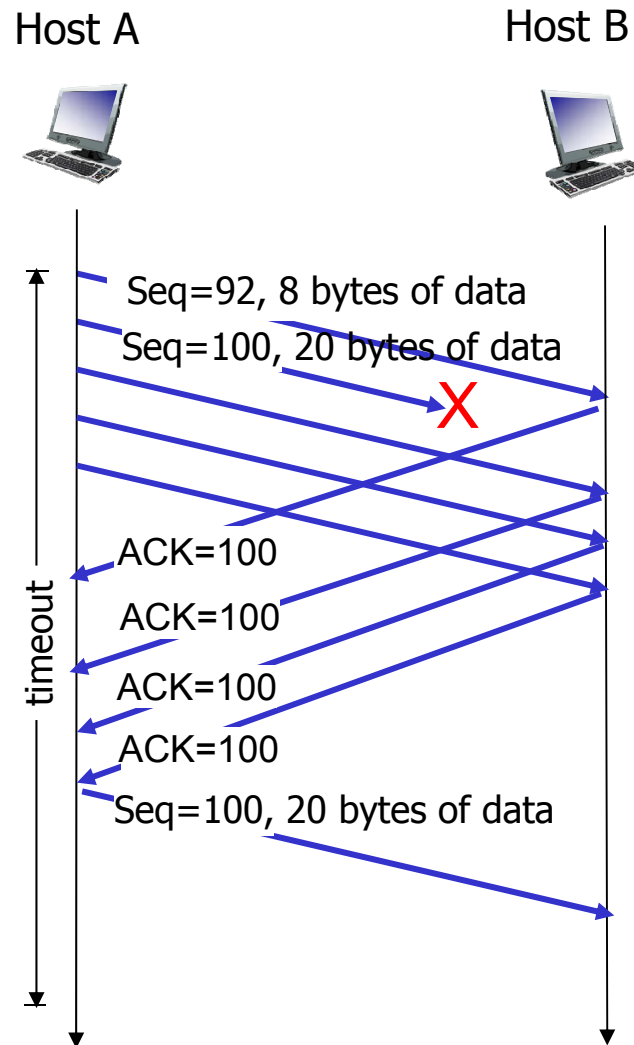 Host A
Host B
Seq=92, 8 bytes of data
Seq=100, 20 bytes of data
X
ACK=100
ACK=100
timeout
ACK=100
ACK=100
Seq=100, 20 bytes of data